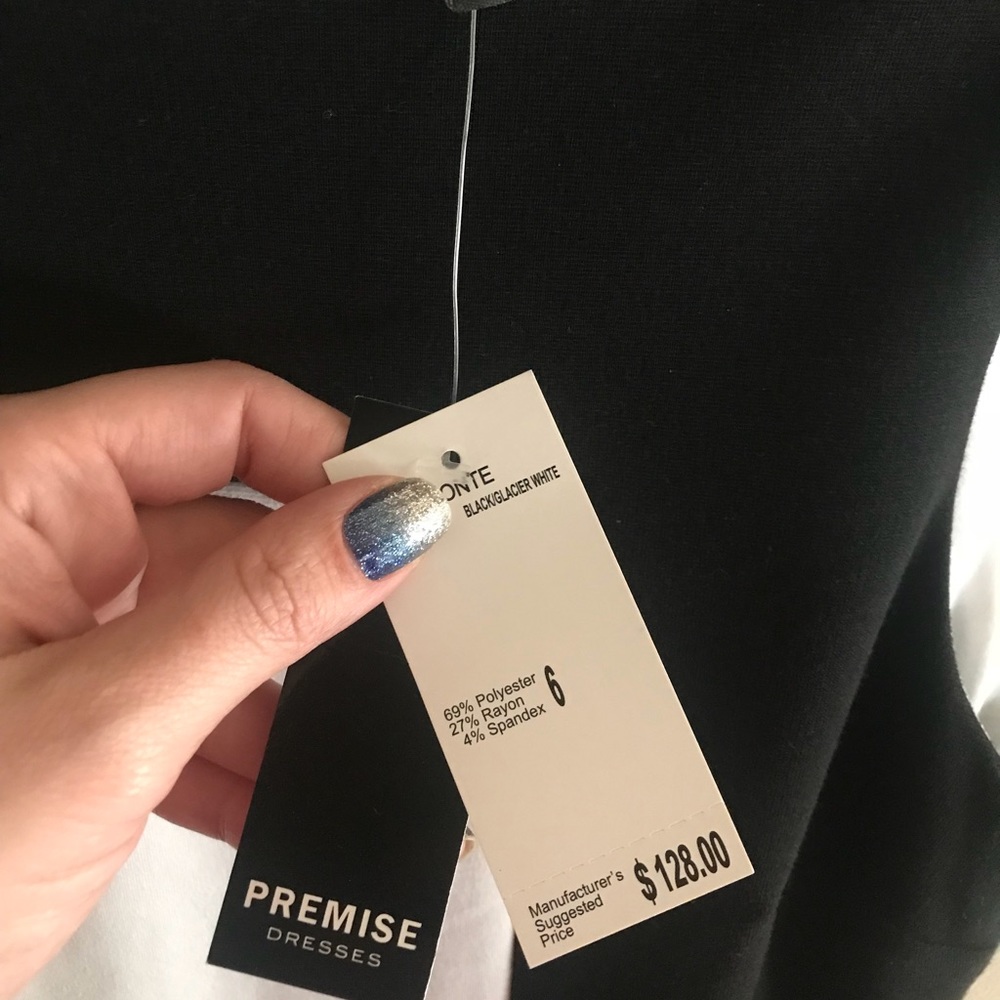 ONTE
BLACK/GLACIER WHITE
69% Polyester
27% Rayon
4% Spandex
6
Manufacturer's
Suggested
Price
$128.00
PREMISE
DRESSES